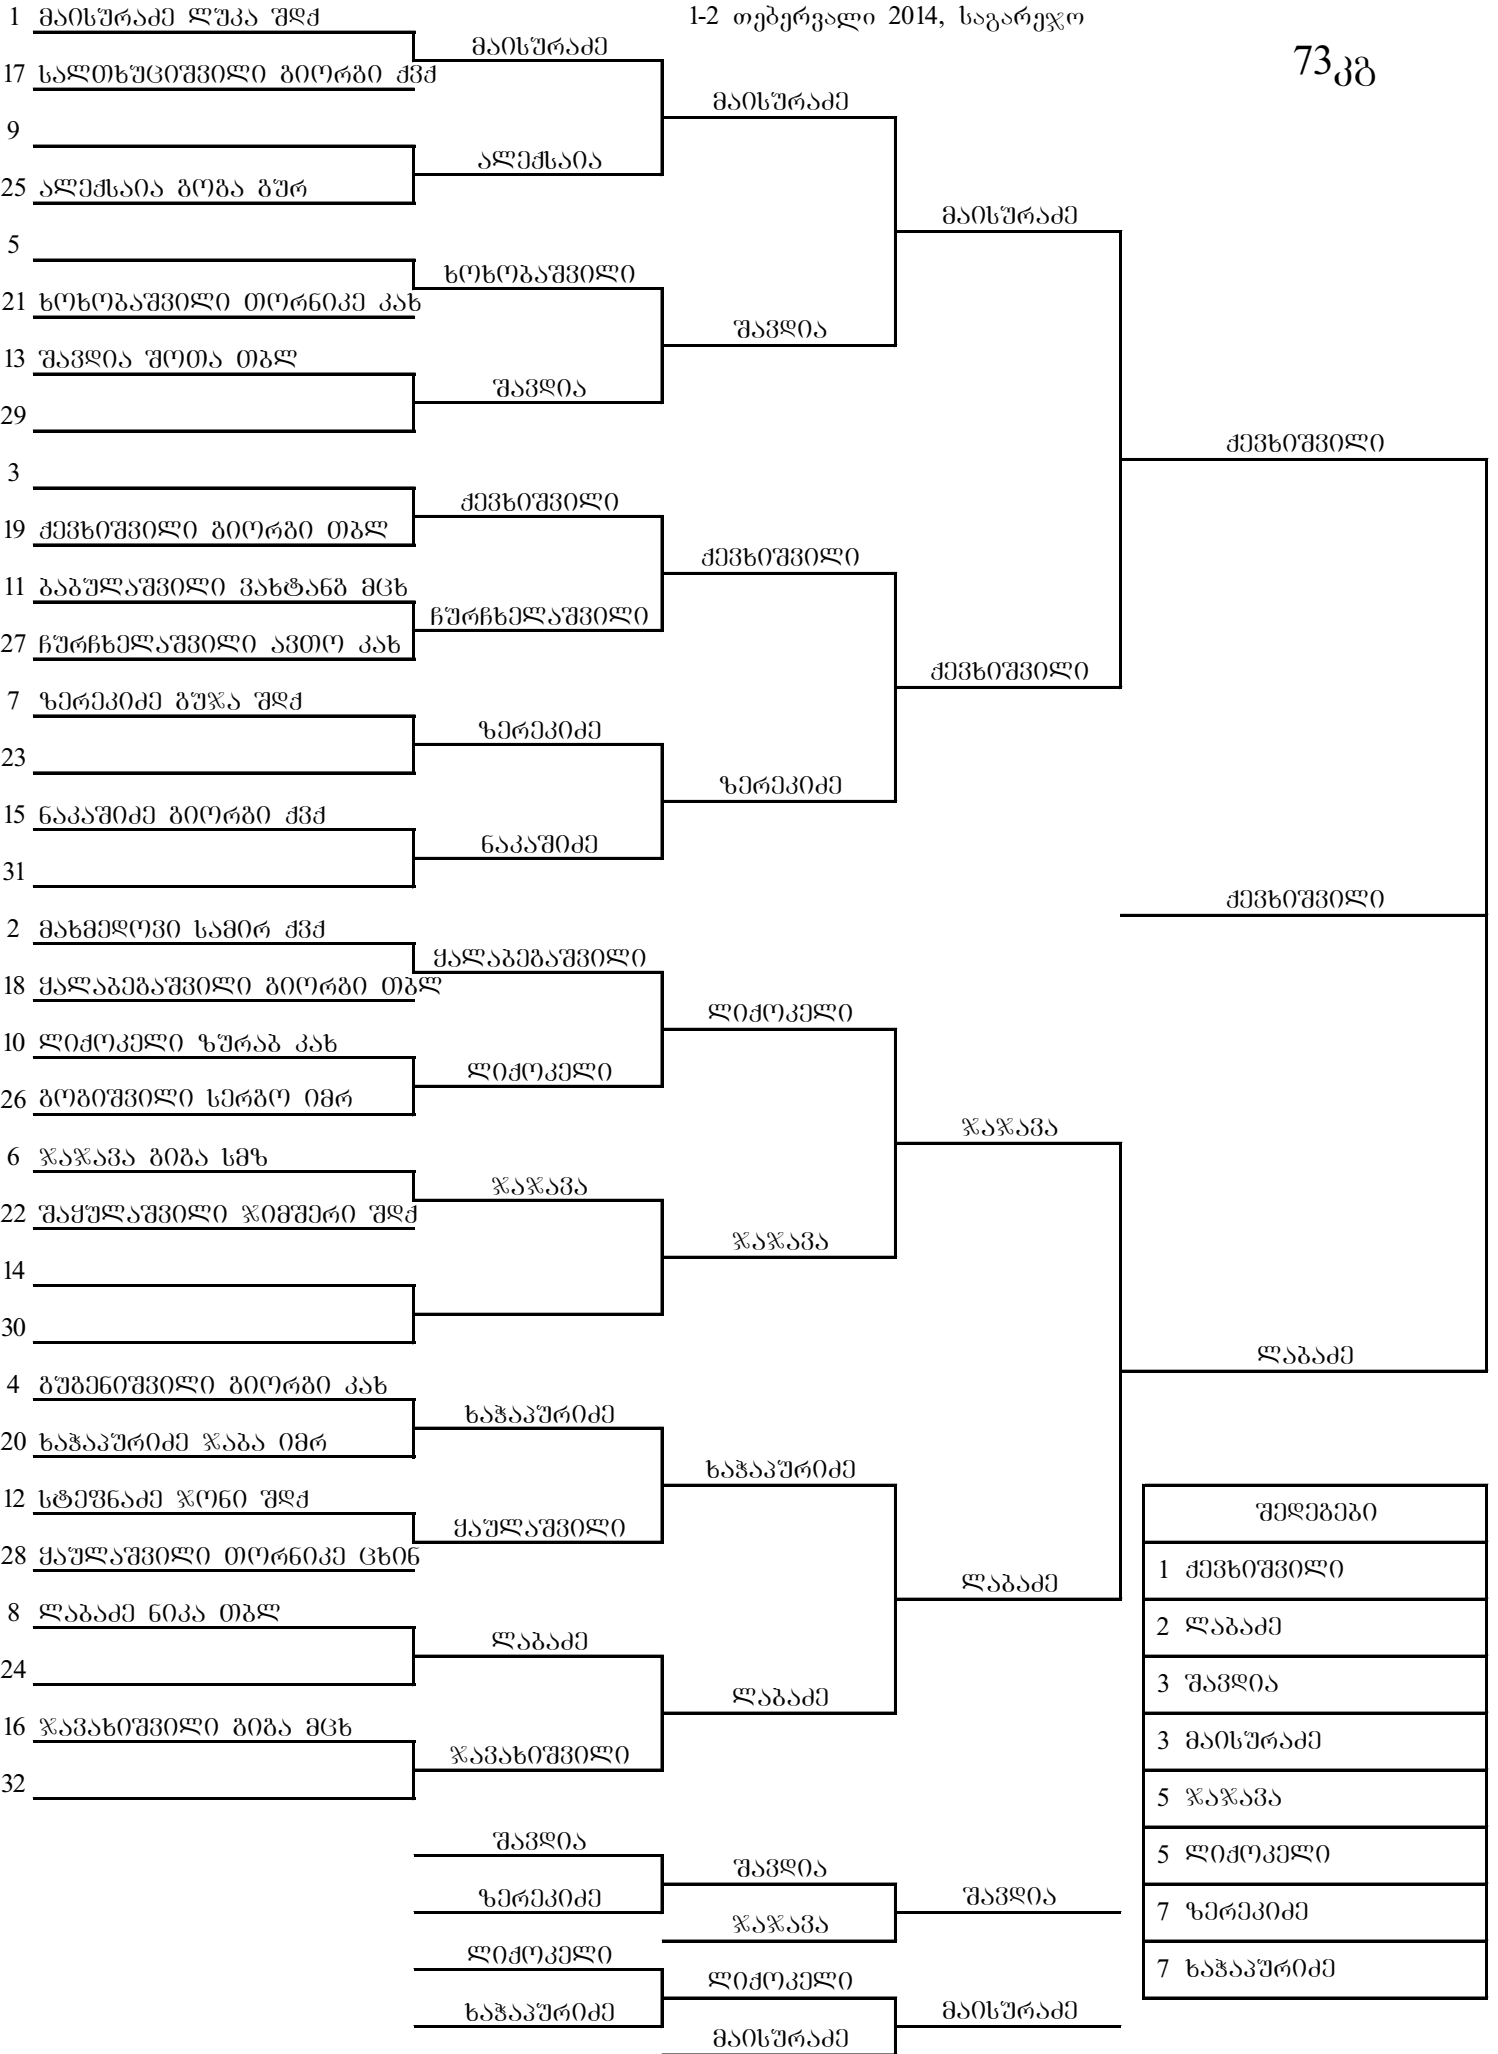 1-2 თებერვალი 2014, საგარეჯო
73კგ
1 მაისურაძე ლუკა შდქ
მაისურაძე
17 სალთხუციშვილი გიორგი ქვქ
მაისურაძე
9
ალექსაია
25 ალექსაია გოგა გურ
მაისურაძე
5
ხოხობაშვილი
21 ხოხობაშვილი თორნიკე კახ
შავდია
13 შავდია შოთა თბლ
შავდია
29
ქევხიშვილი
3
ქევხიშვილი
19 ქევხიშვილი გიორგი თბლ
ქევხიშვილი
11 ბაბულაშვილი ვახტანგ მცხ
ჩურჩხელაშვილი
27 ჩურჩხელაშვილი ავთო კახ
ქევხიშვილი
7 ზერეკიძე გუჯა შდქ
ზერეკიძე
23
ზერეკიძე
15 ნაკაშიძე გიორგი ქვქ
ნაკაშიძე
31
ქევხიშვილი
2 მახმედოვი სამირ ქვქ
ყალაბეგაშვილი
18 ყალაბეგაშვილი გიორგი თბლ
ლიქოკელი
10 ლიქოკელი ზურაბ კახ
ლიქოკელი
26 გოგიშვილი სერგო იმრ
ჯაჯავა
6 ჯაჯავა გიგა სმზ
ჯაჯავა
22 შაყულაშვილი ჯიმშერი შდქ
ჯაჯავა
14
30
ლაბაძე
4 გუგენიშვილი გიორგი კახ
ხაჭაპურიძე
20 ხაჭაპურიძე ჯაბა იმრ
ხაჭაპურიძე
12 სტეფნაძე ჯონი შდქ
ყაულაშვილი
28 ყაულაშვილი თორნიკე ცხინ
ლაბაძე
8 ლაბაძე ნიკა თბლ
ლაბაძე
24
ლაბაძე
16 ჯავახიშვილი გიგა მცხ
ჯავახიშვილი
32
შავდია
შავდია
ზერეკიძე
შავდია
ჯაჯავა
ლიქოკელი
ლიქოკელი
ხაჭაპურიძე
მაისურაძე
მაისურაძე
შედეგები
1 ქევხიშვილი
2 ლაბაძე
3 შავდია
3 მაისურაძე
5 ჯაჯავა
5 ლიქოკელი
7 ზერეკიძე
7 ხაჭაპურიძე